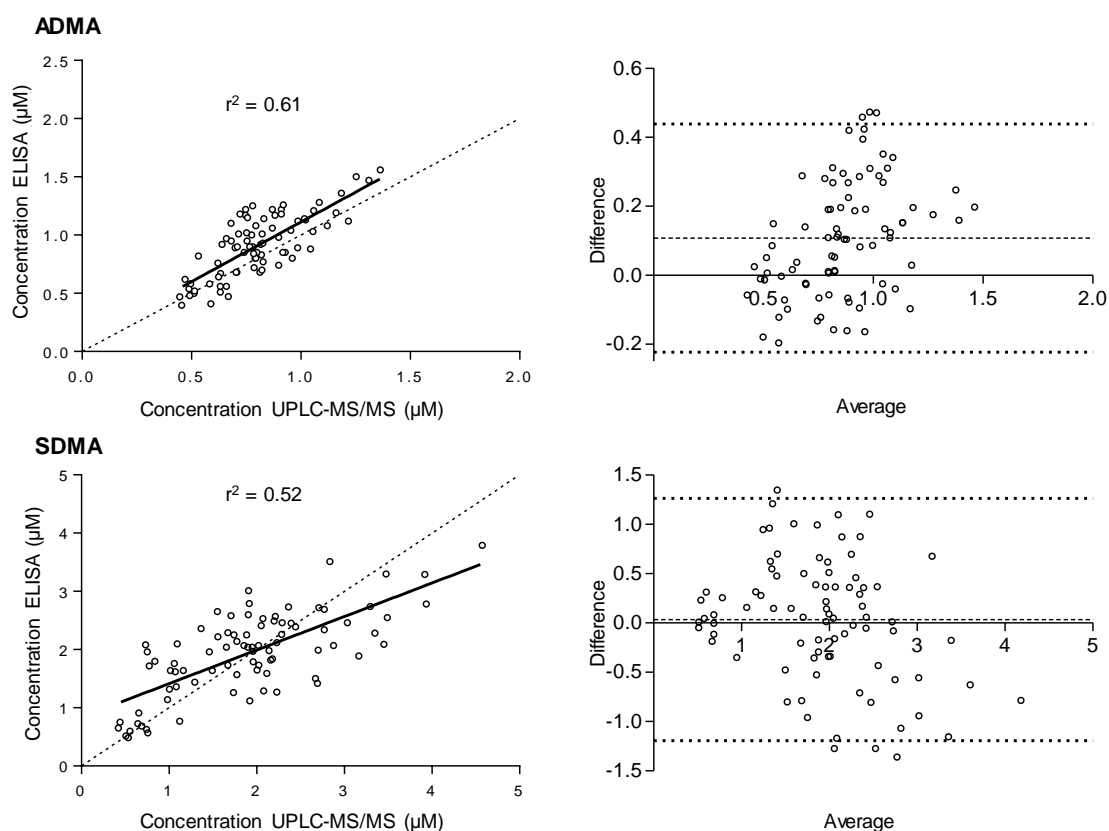 ADMA
2.5
2.0
1.5
1.0
0.5
0.0
Concentration ELISA (µM)
r² = 0.61
0.0 0.5 1.0 1.5 2.0
Concentration UPLC-MS/MS (µM)
0.6
0.4
0.2
0.0
-0.2
Difference
0.5 1.0 1.5 2.0
Average
SDMA
5
4
3
2
1
0
Concentration ELISA (µM)
r² = 0.52
0 1 2 3 4 5
Concentration UPLC-MS/MS (µM)
1.5
1.0
0.5
0.0
-0.5
-1.0
-1.5
Difference
1 2 3 4 5
Average